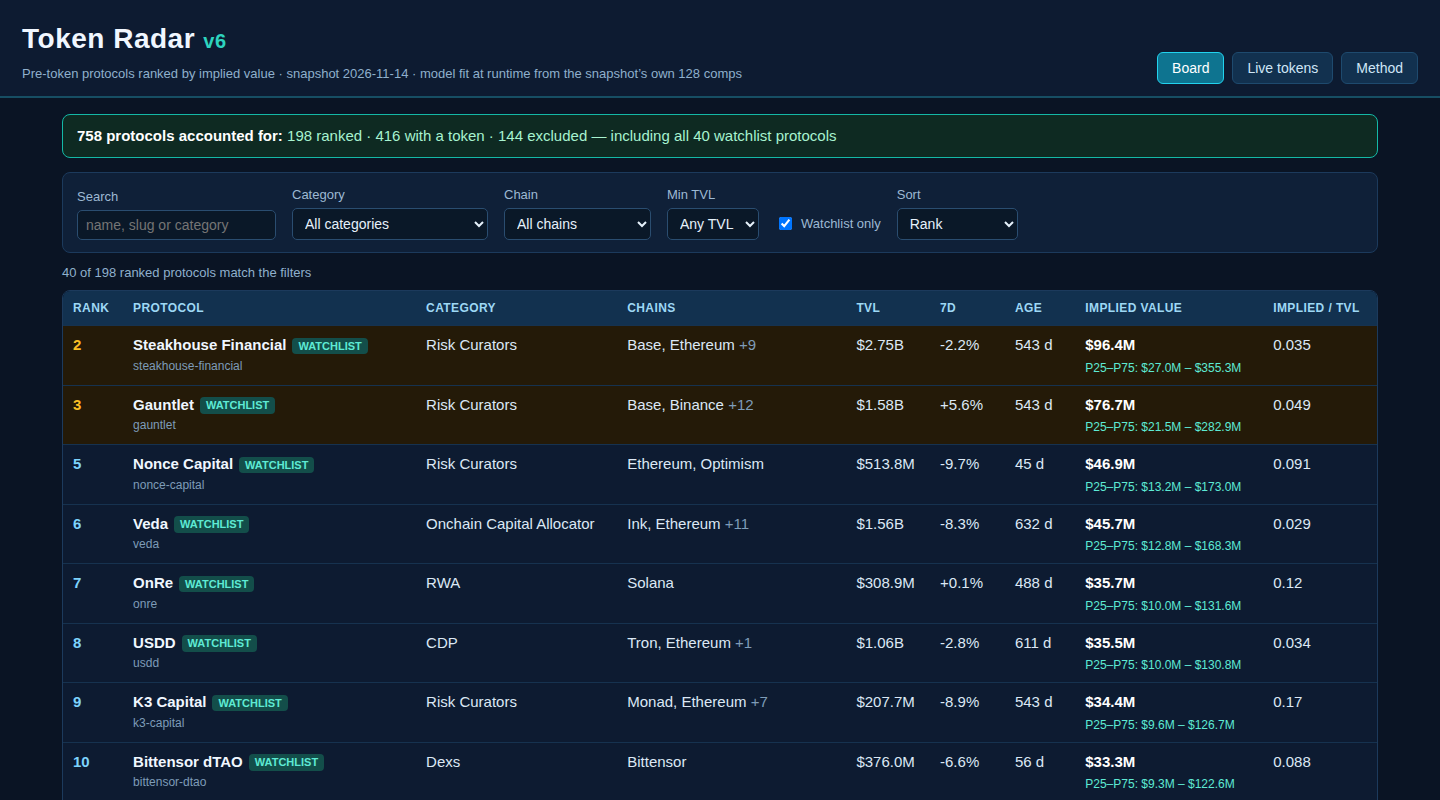 Token Radar v6
Pre-token protocols ranked by implied value · snapshot 2026-11-14 · model fit at runtime from the snapshot's own 128 comps
Board Live tokens Method
758 protocols accounted for: 198 ranked · 416 with a token · 144 excluded — including all 40 watchlist protocols
Search Category Chain Min TVL Sort
name, slug or category All categories All chains Any TVL Watchlist only Rank
40 of 198 ranked protocols match the filters
RANK PROTOCOL CATEGORY CHAINS TVL 7D AGE IMPLIED VALUE IMPLIED / TVL
2 Steakhouse Financial WATCHLIST Risk Curators Base, Ethereum +9 $2.75B -2.2% 543 d $96.4M 0.035
steakhouse-financial P25–P75: $27.0M – $355.3M
3 Gauntlet WATCHLIST Risk Curators Base, Binance +12 $1.58B +5.6% 543 d $76.7M 0.049
gauntlet P25–P75: $21.5M – $282.9M
5 Nonce Capital WATCHLIST Risk Curators Ethereum, Optimism $513.8M -9.7% 45 d $46.9M 0.091
nonce-capital P25–P75: $13.2M – $173.0M
6 Veda WATCHLIST Onchain Capital Allocator Ink, Ethereum +11 $1.56B -8.3% 632 d $45.7M 0.029
veda P25–P75: $12.8M – $168.3M
7 OnRe WATCHLIST RWA Solana $308.9M +0.1% 488 d $35.7M 0.12
onre P25–P75: $10.0M – $131.6M
8 USDD WATCHLIST CDP Tron, Ethereum +1 $1.06B -2.8% 611 d $35.5M 0.034
usdd P25–P75: $10.0M – $130.8M
9 K3 Capital WATCHLIST Risk Curators Monad, Ethereum +7 $207.7M -8.9% 543 d $34.4M 0.17
k3-capital P25–P75: $9.6M – $126.7M
10 Bittensor dTAO WATCHLIST Dexs Bittensor $376.0M -6.6% 56 d $33.3M 0.088
bittensor-dtao P25–P75: $9.3M – $122.6M